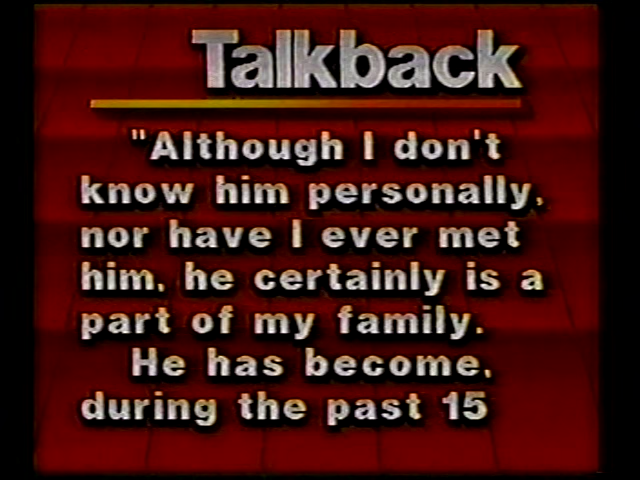 Talkback
"Although I don't
know him personally,
nor have I ever met
him, he certainly is a
part of my family.
He has become,
during the past 15